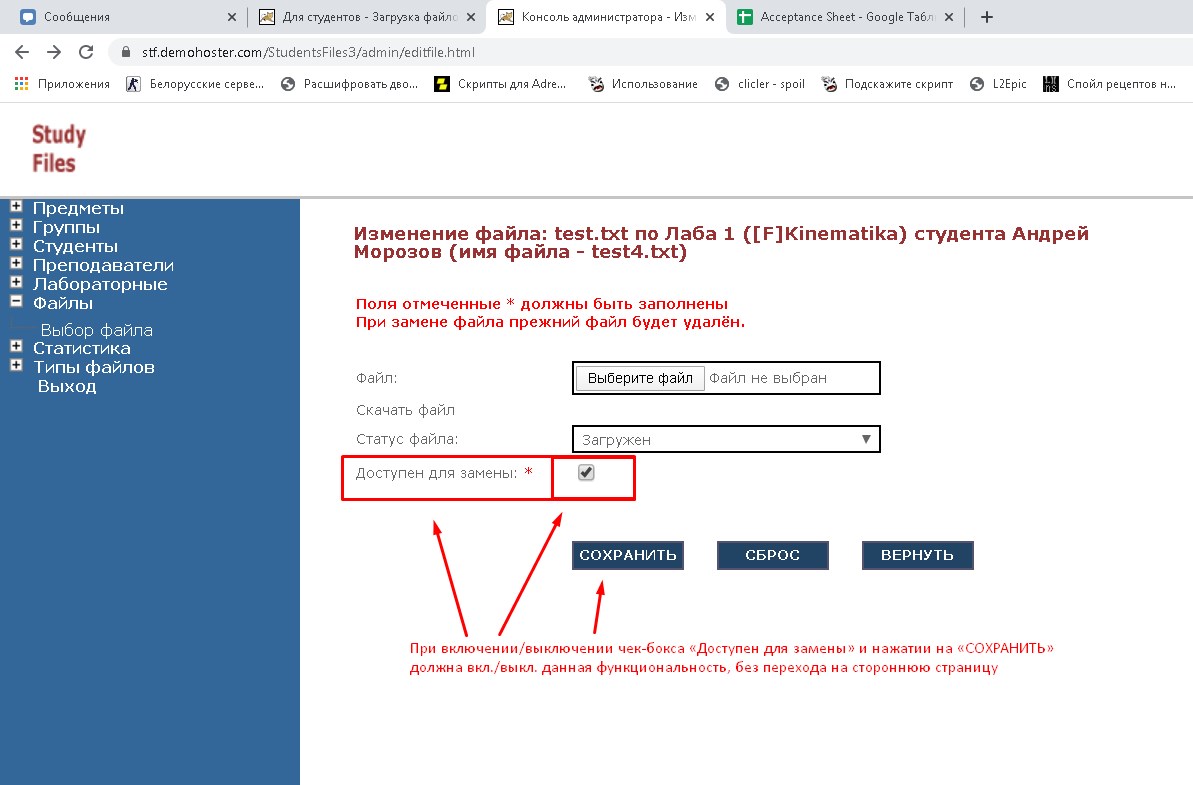 Сообщения
Для студентов - Загрузка файло
Консоль администратора - Изм
Acceptance Sheet - Google Табл
stf.demohoster.com/StudentsFiles3/admin/editfile.html
Приложения
Белорусские серве...
Расшифровать дво...
Скрипты для Adre...
Использование
clicler - spoil
Подскажите скрипт
L2Epic
Спойл рецептов н...
Study
Files
Предметы
Группы
Студенты
Преподаватели
Лабораторные
Файлы
Выбор файла
Статистика
Типы файлов
Выход
Изменение файла: test.txt по Лаба 1 ([F]Kinematika) студента Андрей
Морозов (имя файла - test4.txt)
Поля отмеченные * должны быть заполнены
При замене файла прежний файл будет удалён.
Файл:
Выберите файл Файл не выбран
Скачать файл
Статус файла:
Загружен
Доступен для замены: *
СОХРАНИТЬ
СБРОС
ВЕРНУТЬ
При включении/выключении чек-бокса «Доступен для замены» и нажатии на «СОХРАНИТЬ»
должна вкл./выкл. данная функциональность, без перехода на стороннюю страницу